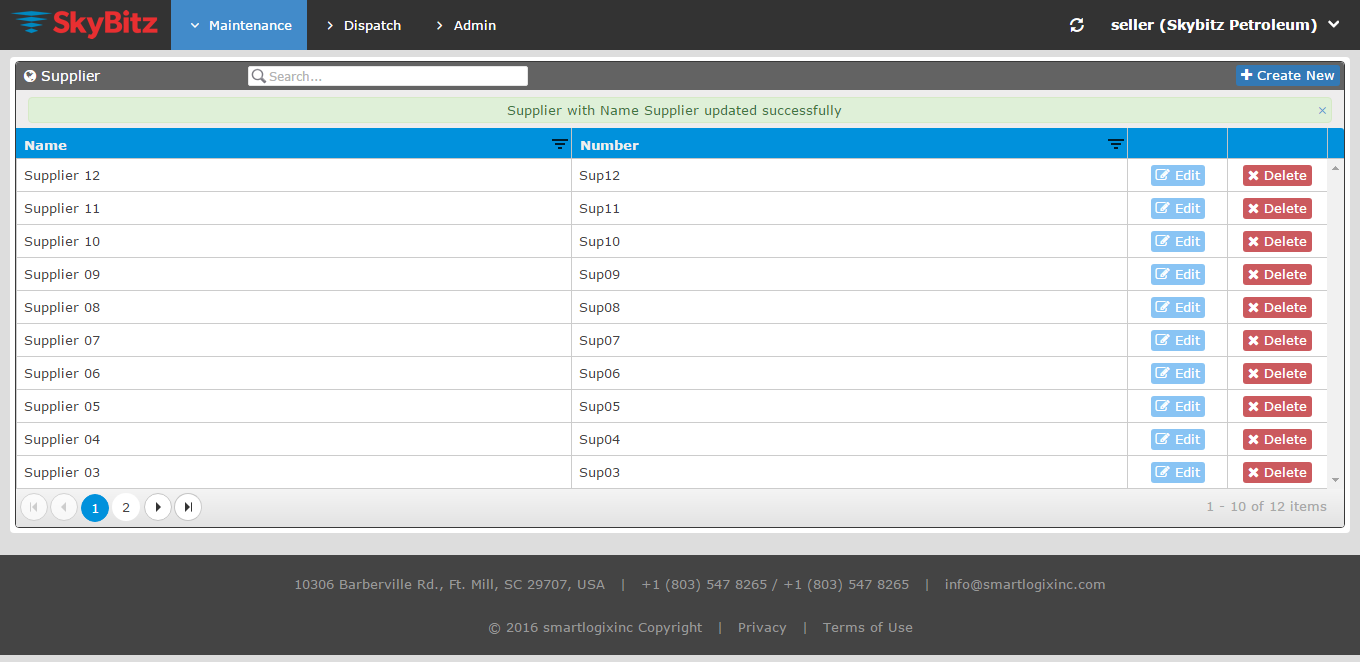 SkyBitz Maintenance Dispatch Admin seller (Skybitz Petroleum)
Supplier Search... Create New
Supplier with Name Supplier updated successfully ×
Name Number
Supplier 12 Sup12 Edit Delete
Supplier 11 Sup11 Edit Delete
Supplier 10 Sup10 Edit Delete
Supplier 09 Sup09 Edit Delete
Supplier 08 Sup08 Edit Delete
Supplier 07 Sup07 Edit Delete
Supplier 06 Sup06 Edit Delete
Supplier 05 Sup05 Edit Delete
Supplier 04 Sup04 Edit Delete
Supplier 03 Sup03 Edit Delete
1 2 1 - 10 of 12 items
10306 Barberville Rd., Ft. Mill, SC 29707, USA | +1 (803) 547 8265 / +1 (803) 547 8265 | info@smartlogixinc.com
© 2016 smartlogixinc Copyright | Privacy | Terms of Use